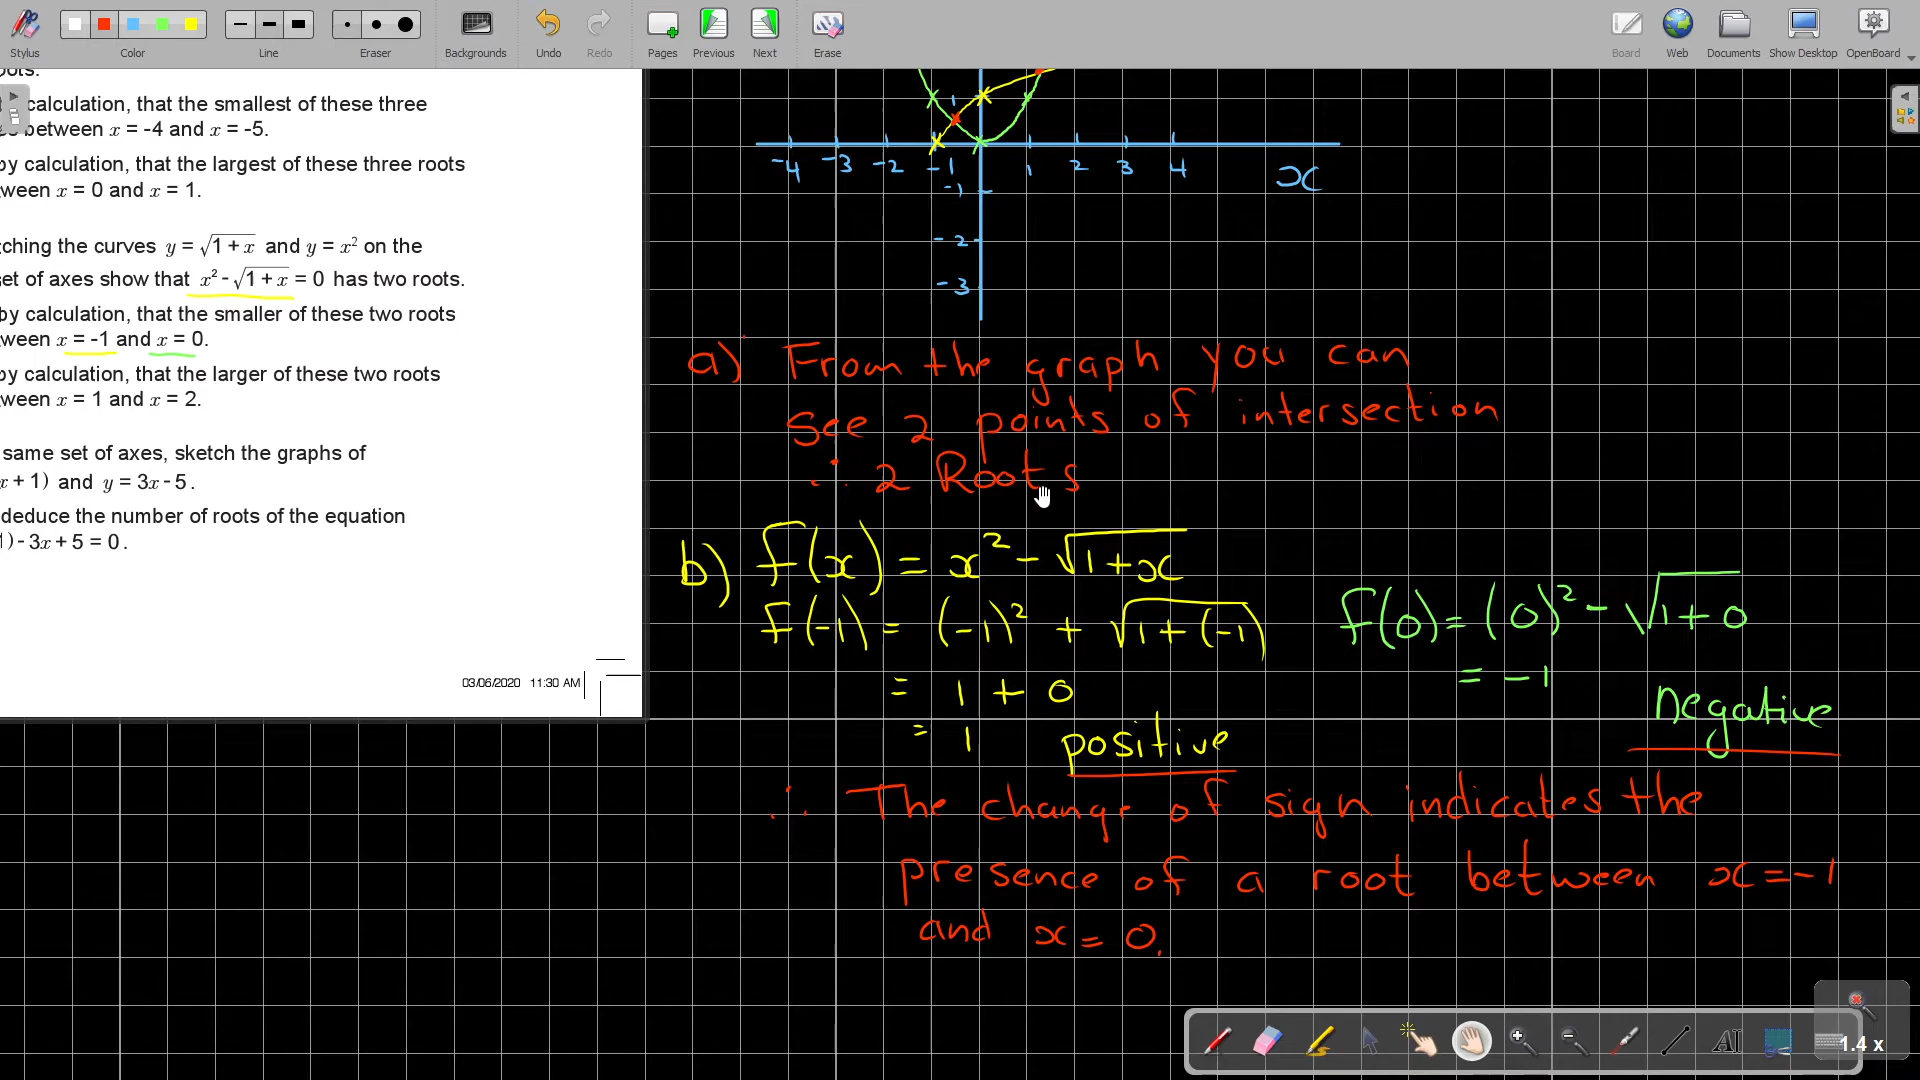 Stylus Color Line Eraser Backgrounds Undo Redo Pages Previous Next Erase Board Web Documents Show Desktop OpenBoard
oots.
calculation, that the smallest of these three
between x = -4 and x = -5.
by calculation, that the largest of these three roots
ween x = 0 and x = 1.
ching the curves y = √1 + x and y = x² on the
et of axes show that x² - √1 + x = 0 has two roots.
by calculation, that the smaller of these two roots
ween x = -1 and x = 0.
by calculation, that the larger of these two roots
ween x = 1 and x = 2.
same set of axes, sketch the graphs of
x + 1) and y = 3x - 5.
deduce the number of roots of the equation
1) - 3x + 5 = 0.
03/06/2020 11:30 AM
1
-4 -3 -2 -1 1 2 3 4 x
-1
-2
-3
a) From the graph you can
See 2 points of intersection
∴ 2 Roots
b) f(x) = x² - √1+x
f(-1) = (-1)² + √1+(-1)
= 1 + 0
= 1 positive
f(0) = (0)² - √1+0
= -1
negative
∴ The change of sign indicates the
presence of a root between x = -1
and x = 0.
1.4 x